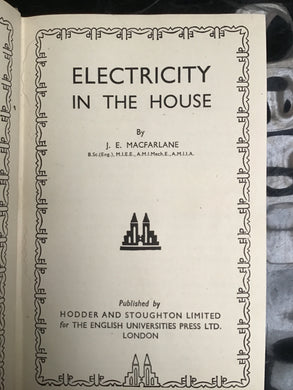 ELECTRICITY
IN THE HOUSE
By
J. E. MACFARLANE
B.Sc.(Eng.), M.I.E.E., A.M.I.Mech.E., A.M.I.I.A.
Published by
HODDER AND STOUGHTON LIMITED
for THE ENGLISH UNIVERSITIES PRESS LTD.
LONDON